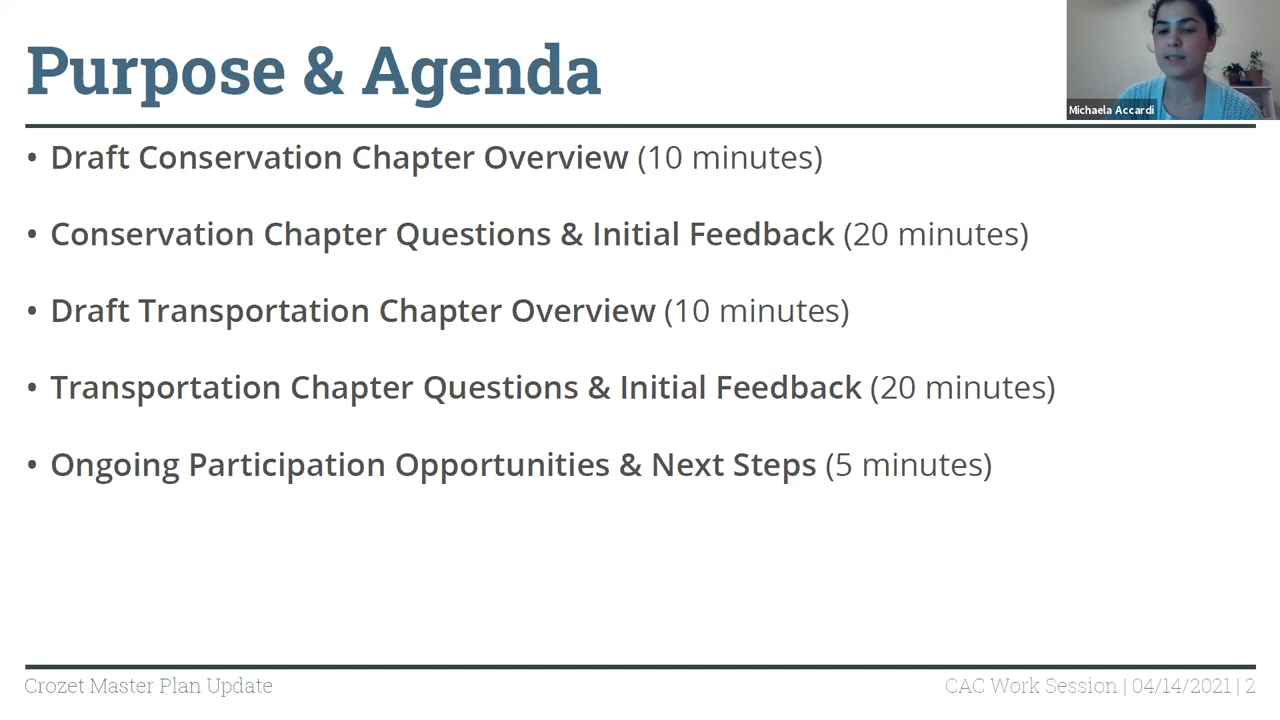 Purpose & Agenda
Michaela Accardi
• Draft Conservation Chapter Overview (10 minutes)
• Conservation Chapter Questions & Initial Feedback (20 minutes)
• Draft Transportation Chapter Overview (10 minutes)
• Transportation Chapter Questions & Initial Feedback (20 minutes)
• Ongoing Participation Opportunities & Next Steps (5 minutes)
Crozet Master Plan Update
CAC Work Session | 04/14/2021 | 2